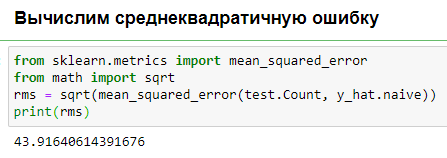 Вычислим среднеквадратичную ошибку
from sklearn.metrics import mean_squared_error
from math import sqrt
rms = sqrt(mean_squared_error(test.Count, y_hat.naive))
print(rms)
43.91640614391676